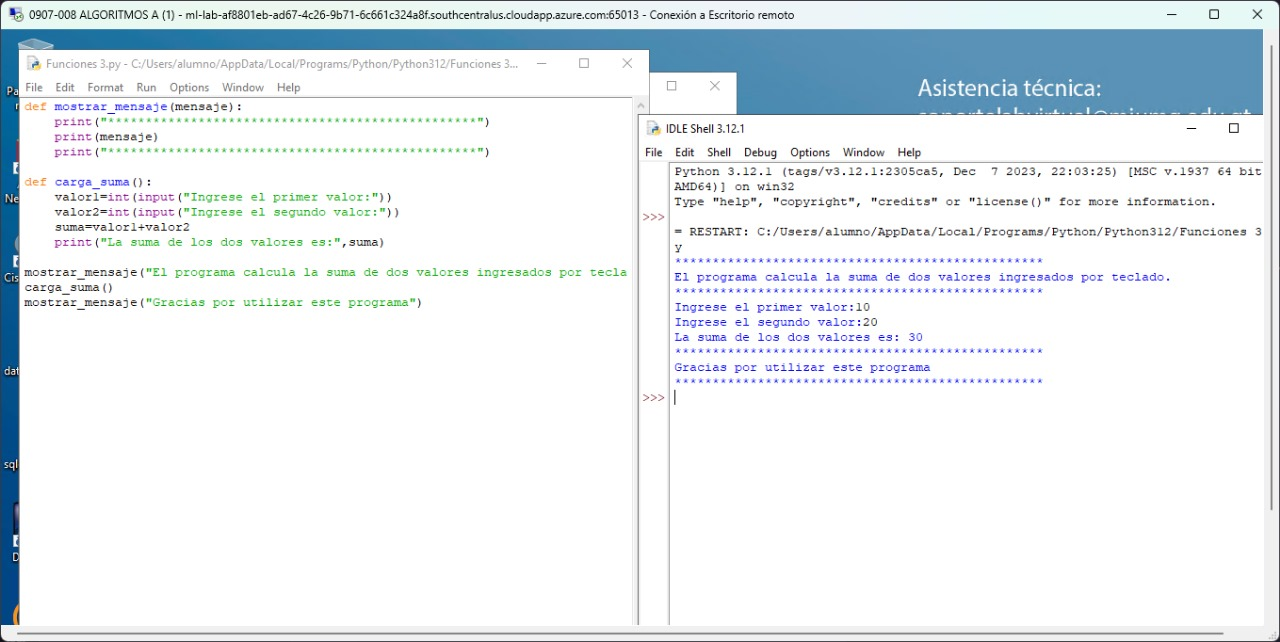 0907-008 ALGORITMOS A (1) - ml-lab-af8801eb-ad67-4c26-9b71-6c661c324a8f.southcentralus.cloudapp.azure.com:65013 - Conexión a Escritorio remoto
Funciones 3.py - C:/Users/alumno/AppData/Local/Programs/Python/Python312/Funciones 3...
File Edit Format Run Options Window Help
def mostrar_mensaje(mensaje):
    print("*************************************************")
    print(mensaje)
    print("*************************************************")
def carga_suma():
    valor1=int(input("Ingrese el primer valor:"))
    valor2=int(input("Ingrese el segundo valor:"))
    suma=valor1+valor2
    print("La suma de los dos valores es:",suma)
mostrar_mensaje("El programa calcula la suma de dos valores ingresados por tecla
carga_suma()
mostrar_mensaje("Gracias por utilizar este programa")
Asistencia técnica:
IDLE Shell 3.12.1
File Edit Shell Debug Options Window Help
Python 3.12.1 (tags/v3.12.1:2305ca5, Dec  7 2023, 22:03:25) [MSC v.1937 64 bit
AMD64)] on win32
Type "help", "copyright", "credits" or "license()" for more information.
>>>
= RESTART: C:/Users/alumno/AppData/Local/Programs/Python/Python312/Funciones 3
y
*************************************************
El programa calcula la suma de dos valores ingresados por teclado.
*************************************************
Ingrese el primer valor:10
Ingrese el segundo valor:20
La suma de los dos valores es: 30
*************************************************
Gracias por utilizar este programa
*************************************************
>>>
Pa
Ne
Cis
dat
sql
D